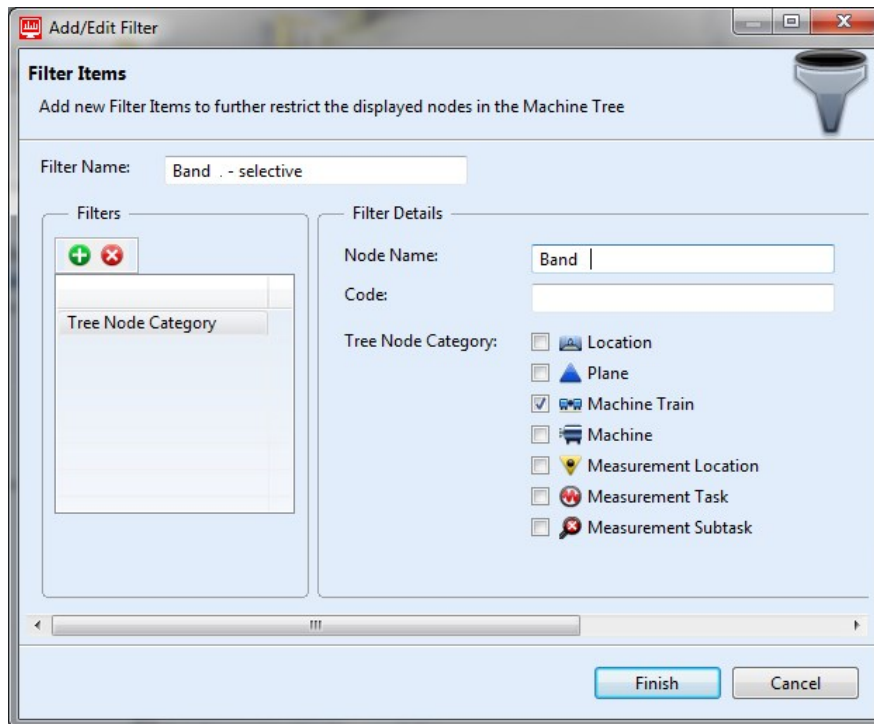 Add/Edit Filter
Filter Items
Add new Filter Items to further restrict the displayed nodes in the Machine Tree
Filter Name: Band . - selective
Filters
Tree Node Category
Filter Details
Node Name: Band
Code:
Tree Node Category:
Location
Plane
Machine Train
Machine
Measurement Location
Measurement Task
Measurement Subtask
Finish
Cancel